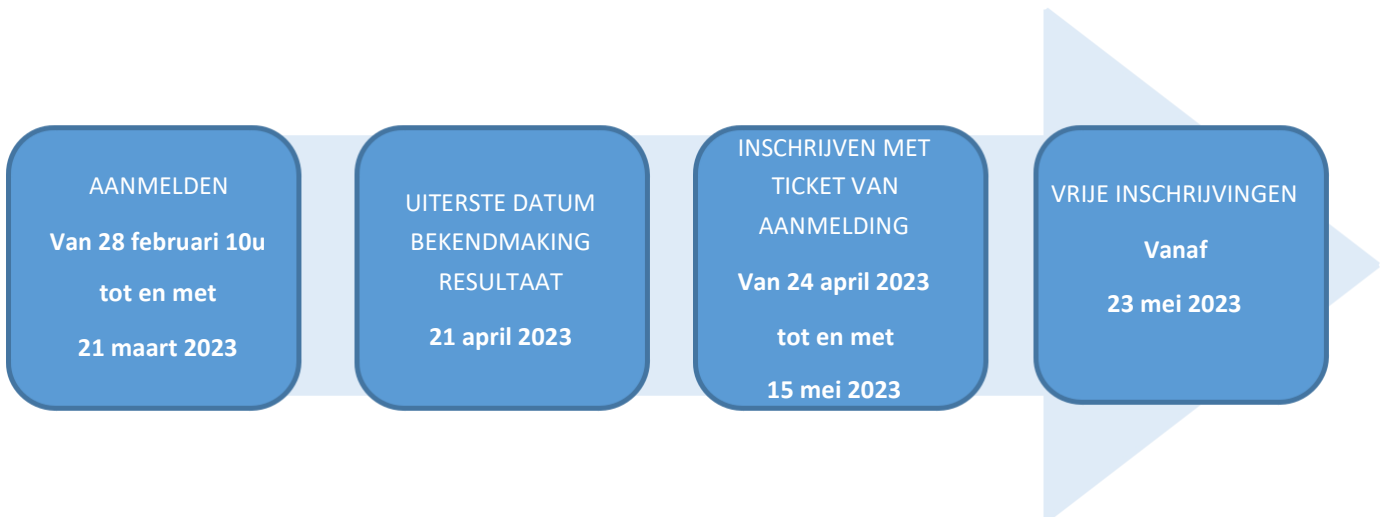 AANMELDEN
Van 28 februari 10u
tot en met
21 maart 2023
UITERSTE DATUM
BEKENDMAKING
RESULTAAT
21 april 2023
INSCHRIJVEN MET
TICKET VAN
AANMELDING
Van 24 april 2023
tot en met
15 mei 2023
VRIJE INSCHRIJVINGEN
Vanaf
23 mei 2023